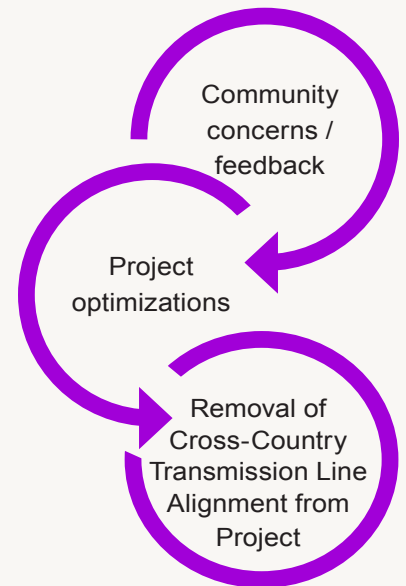 Community
concerns /
feedback
Project
optimizations
Removal of
Cross-Country
Transmission Line
Alignment from
Project